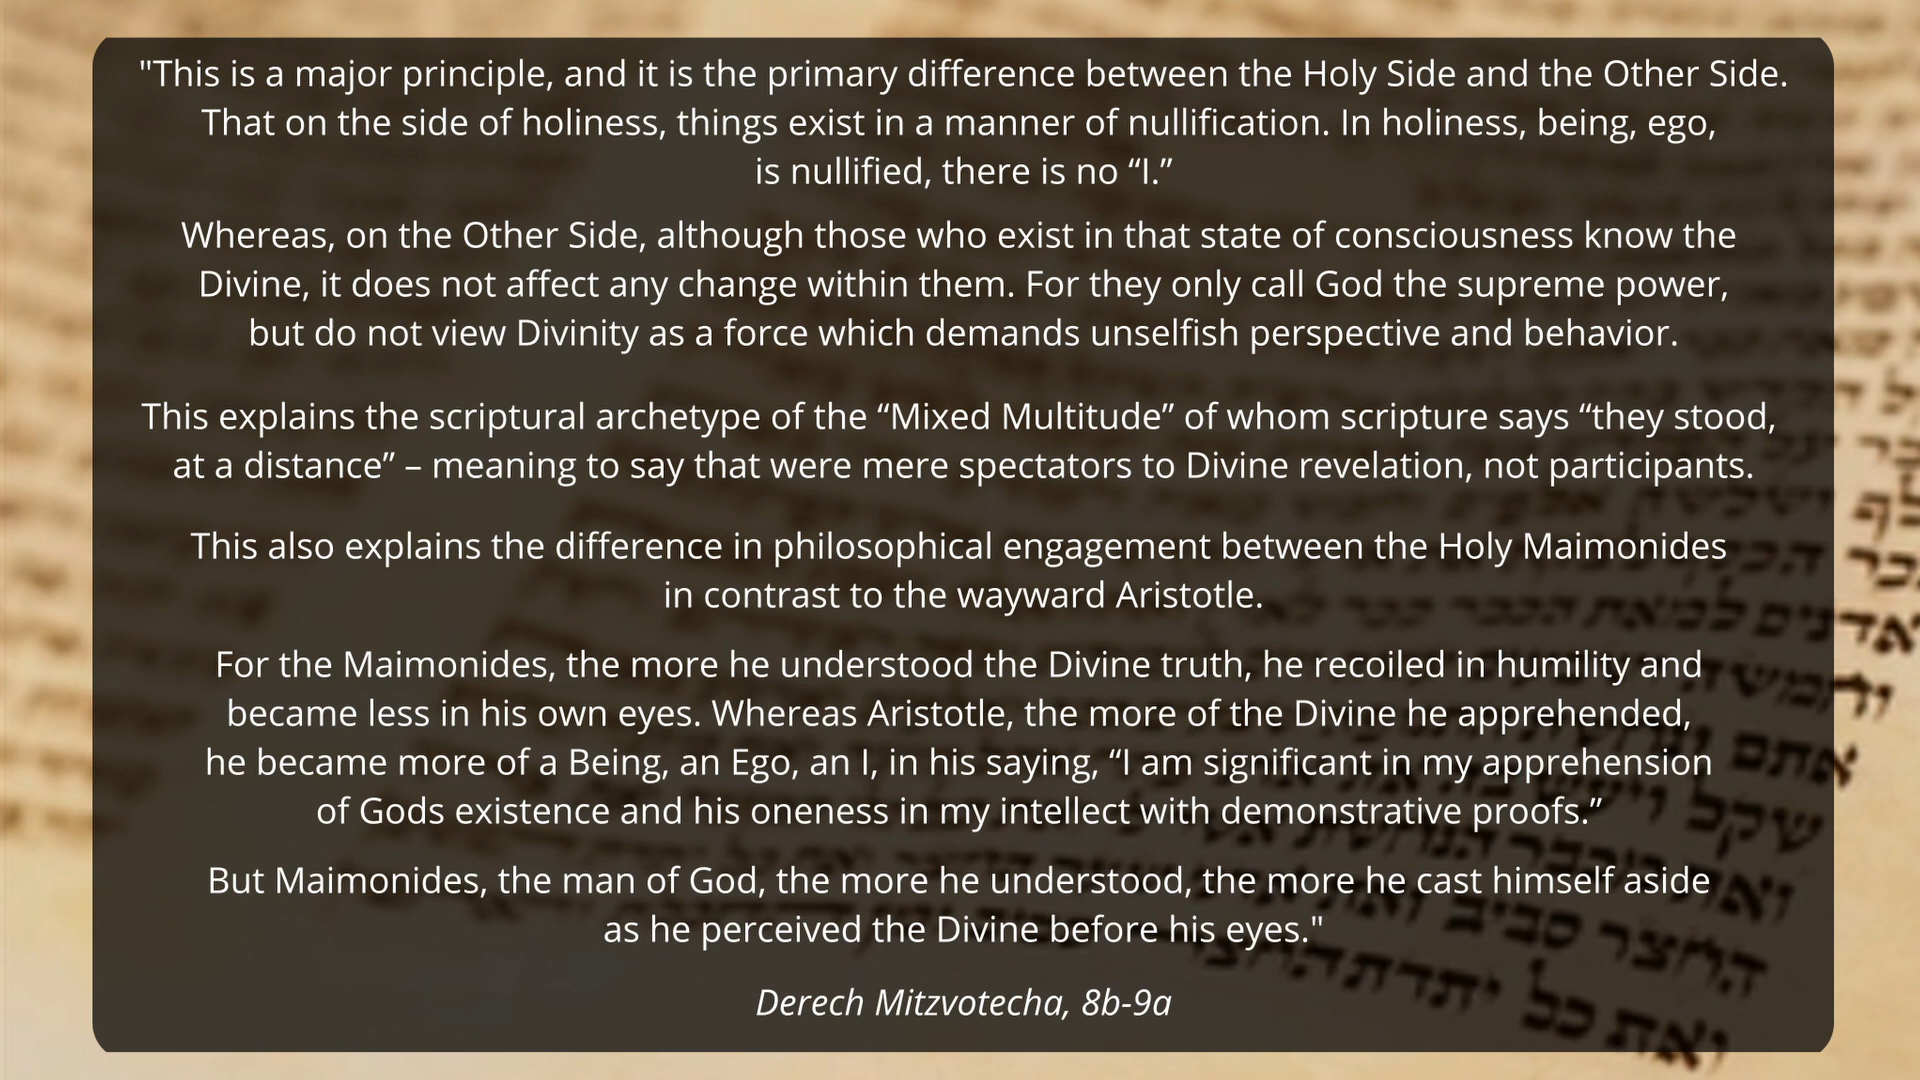 "This is a major principle, and it is the primary difference between the Holy Side and the Other Side.
That on the side of holiness, things exist in a manner of nullification. In holiness, being, ego,
is nullified, there is no “I.”
Whereas, on the Other Side, although those who exist in that state of consciousness know the
Divine, it does not affect any change within them. For they only call God the supreme power,
but do not view Divinity as a force which demands unselfish perspective and behavior.
This explains the scriptural archetype of the “Mixed Multitude” of whom scripture says “they stood,
at a distance” – meaning to say that were mere spectators to Divine revelation, not participants.
This also explains the difference in philosophical engagement between the Holy Maimonides
in contrast to the wayward Aristotle.
For the Maimonides, the more he understood the Divine truth, he recoiled in humility and
became less in his own eyes. Whereas Aristotle, the more of the Divine he apprehended,
he became more of a Being, an Ego, an I, in his saying, “I am significant in my apprehension
of Gods existence and his oneness in my intellect with demonstrative proofs.”
But Maimonides, the man of God, the more he understood, the more he cast himself aside
as he perceived the Divine before his eyes."
Derech Mitzvotecha, 8b-9a
אתם
שקל
החצר סביב
ואת כל יתדת החצר